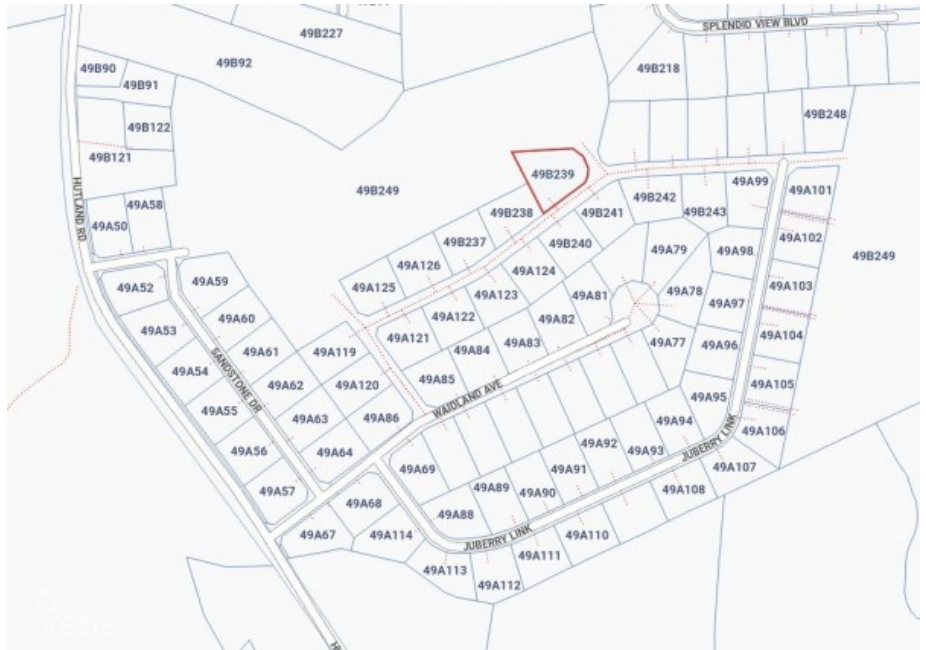 SPLENDID VIEW BLVD
49B227
49B92
49B90
49B91
49B218
49B122
49B248
49B121
49B249
49B239
49A99
49A101
HUTLAND RD
49A58
49A50
49B238
49B241
49B242
49B243
49A102
49B237
49B240
49A79
49A98
49B249
49A126
49A124
49A52
49A59
49A125
49A123
49A81
49A78
49A97
49A103
49A53
49A60
49A121
49A122
49A82
49A104
49A54
49A61
49A119
49A84
49A83
49A77
49A96
SANDSTONE DR
49A62
49A120
49A85
WAIDLAND AVE
49A105
49A55
49A63
49A86
49A95
49A56
49A64
49A92
49A94
49A93
49A106
49A69
49A91
JUBERRY LINK
49A57
49A89
49A90
49A107
49A68
49A88
49A108
49A67
49A114
JUBERRY LINK
49A110
49A111
49A113
49A112